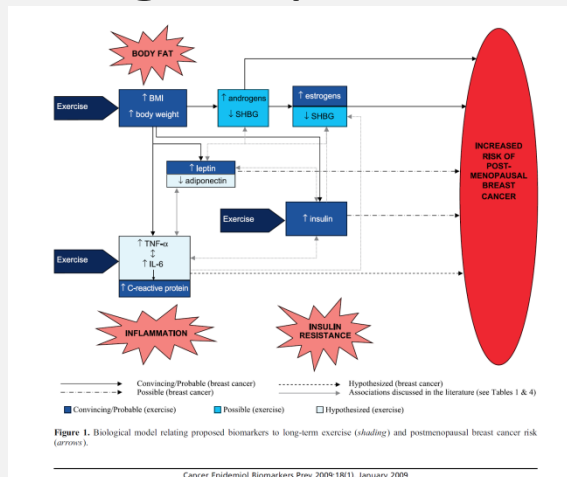 BODY FAT
Exercise
↑ BMI
↑ body weight
↑ androgens
↓ SHBG
↑ estrogens
↓ SHBG
↑ leptin
↓ adiponectin
Exercise
↑ insulin
Exercise
↑ TNF-α
↕
↑ IL-6
↑ C-reactive protein
INCREASED
RISK OF
POST-
MENOPAUSAL
BREAST
CANCER
INFLAMMATION
INSULIN
RESISTANCE
Convincing/Probable (breast cancer)
Hypothesized (breast cancer)
Possible (breast cancer)
Associations discussed in the literature (see Tables 1 & 4)
Convincing/Probable (exercise)
Possible (exercise)
Hypothesized (exercise)
Figure 1. Biological model relating proposed biomarkers to long-term exercise (shading) and postmenopausal breast cancer risk
(arrows).
Cancer Epidemiol Biomarkers Prev 2009;18(1). January 2009